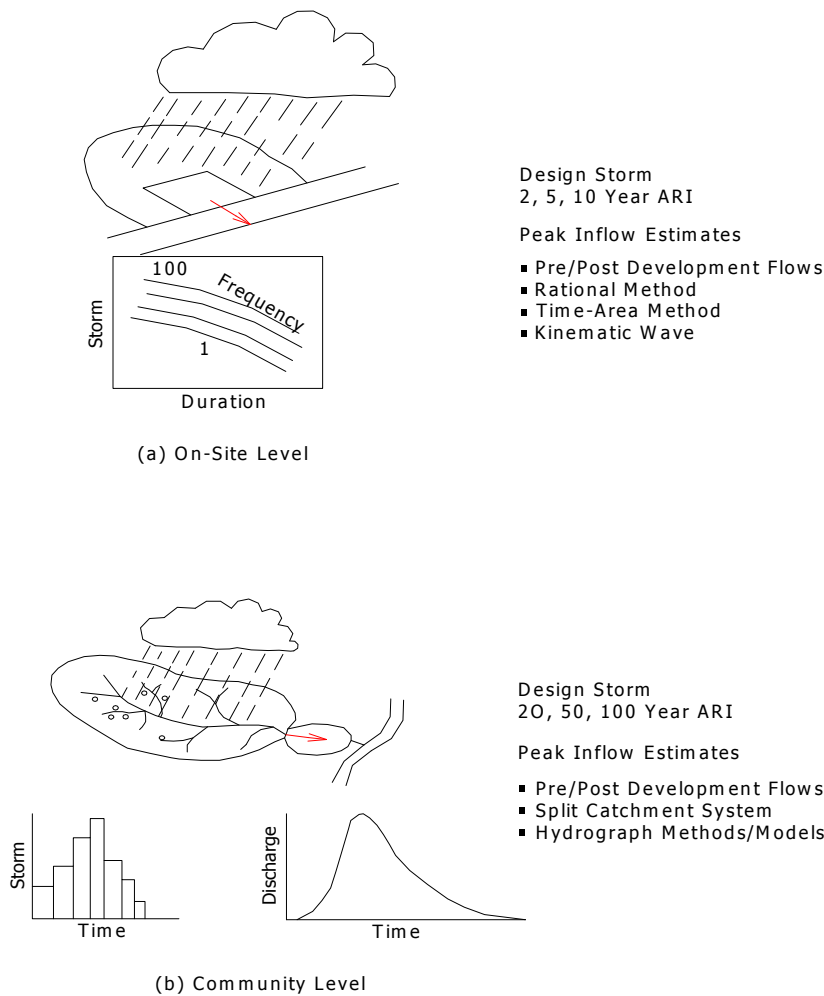 Design Storm
2, 5, 10 Year ARI
Peak Inflow Estimates
▪ Pre/Post Development Flows
▪ Rational Method
▪ Time-Area Method
▪ Kinematic Wave
100
Frequency
Storm
1
Duration
(a) On-Site Level
Design Storm
2O, 50, 100 Year ARI
Peak Inflow Estimates
▪ Pre/Post Development Flows
▪ Split Catchment System
▪ Hydrograph Methods/Models
Storm
Time
Discharge
Time
(b) Community Level